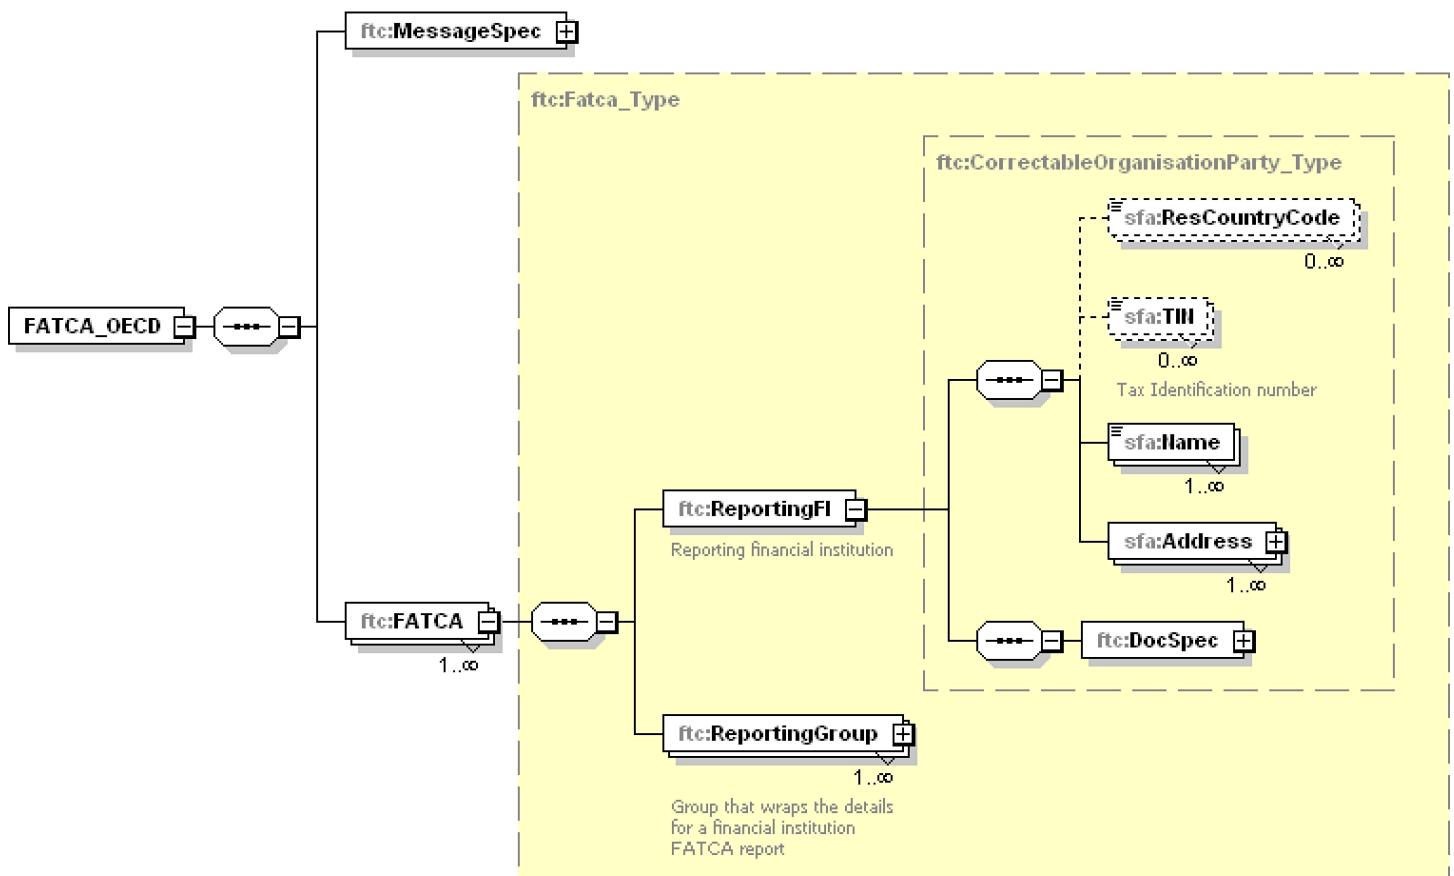 ftc:MessageSpec
ftc:Fatca_Type
ftc:CorrectableOrganisationParty_Type
sfa:ResCountryCode
0..∞
FATCA_OECD
sfa:TIN
0..∞
Tax Identification number
sfa:Name
1..∞
ftc:ReportingFI
Reporting financial institution
sfa:Address
1..∞
ftc:FATCA
1..∞
ftc:DocSpec
ftc:ReportingGroup
1..∞
Group that wraps the details
for a financial institution
FATCA report